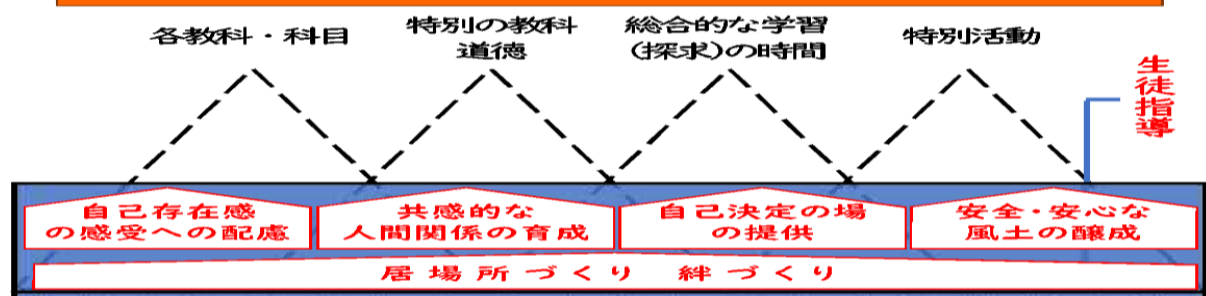 各教科・科目
特別の教科
道徳
総合的な学習
(探求)の時間
特別活動
生徒指導
自己存在感
の感受への配慮
共感的な
人間関係の育成
自己決定の場
の提供
安全・安心な
風土の醸成
居場所づくり 絆づくり